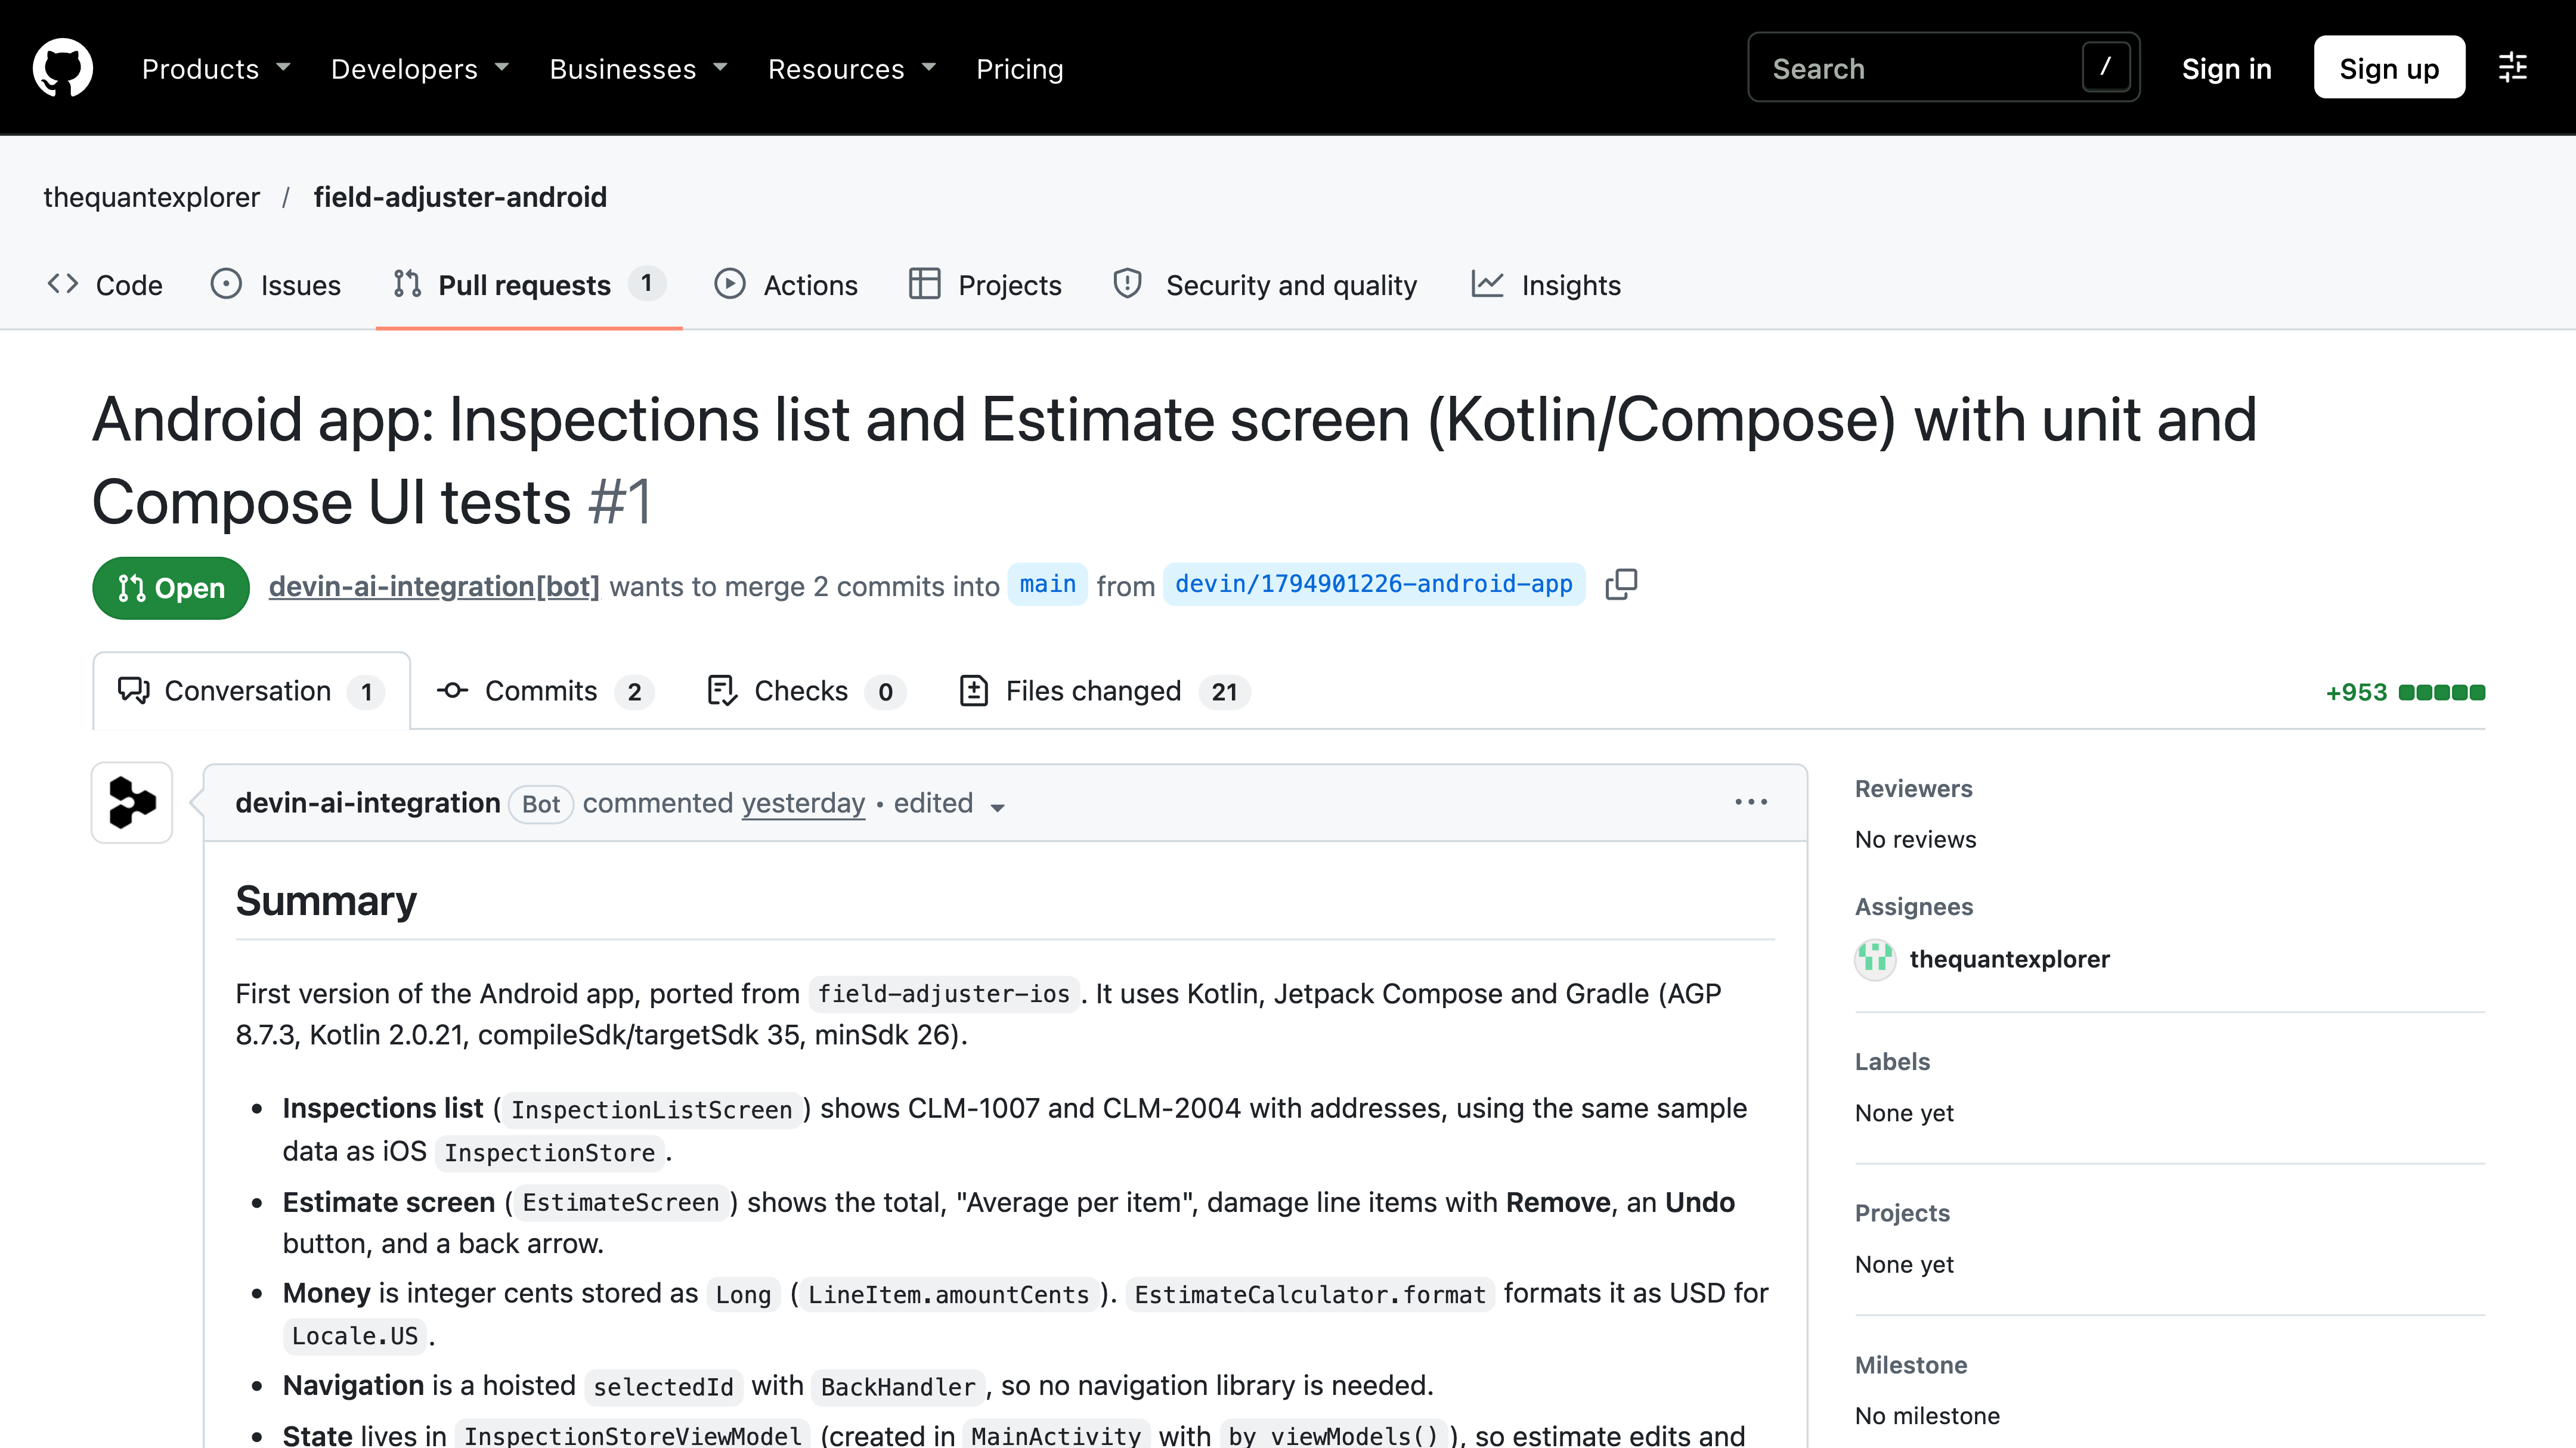 Products Developers Businesses Resources Pricing Search / Sign in Sign up
thequantexplorer / field-adjuster-android
Code Issues Pull requests 1 Actions Projects Security and quality Insights
Android app: Inspections list and Estimate screen (Kotlin/Compose) with unit and
Compose UI tests #1
Open devin-ai-integration[bot] wants to merge 2 commits into main from devin/1794901226-android-app
Conversation 1 Commits 2 Checks 0 Files changed 21 +953
devin-ai-integration Bot commented yesterday • edited
Summary
First version of the Android app, ported from field-adjuster-ios. It uses Kotlin, Jetpack Compose and Gradle (AGP
8.7.3, Kotlin 2.0.21, compileSdk/targetSdk 35, minSdk 26).
• Inspections list (InspectionListScreen) shows CLM-1007 and CLM-2004 with addresses, using the same sample
data as iOS InspectionStore.
• Estimate screen (EstimateScreen) shows the total, "Average per item", damage line items with Remove, an Undo
button, and a back arrow.
• Money is integer cents stored as Long (LineItem.amountCents). EstimateCalculator.format formats it as USD for
Locale.US.
• Navigation is a hoisted selectedId with BackHandler, so no navigation library is needed.
• State lives in InspectionStoreViewModel (created in MainActivity with by viewModels()), so estimate edits and
Reviewers
No reviews
Assignees
thequantexplorer
Labels
None yet
Projects
None yet
Milestone
No milestone